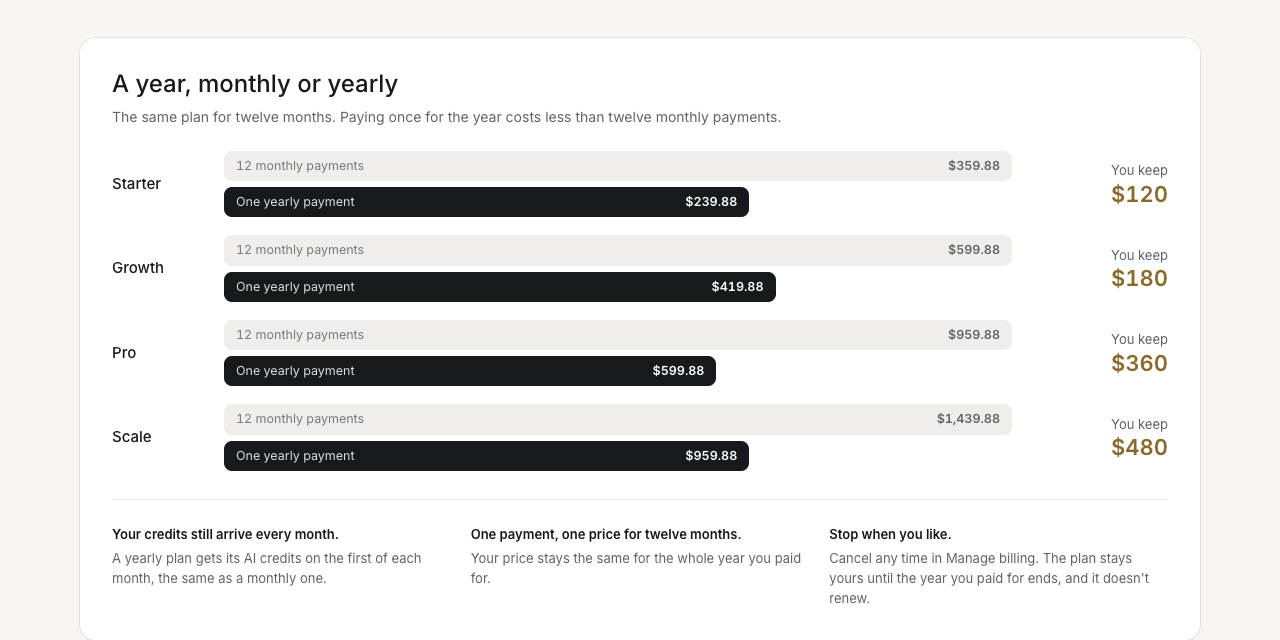 A year, monthly or yearly
The same plan for twelve months. Paying once for the year costs less than twelve monthly payments.
Starter
12 monthly payments $359.88
One yearly payment $239.88
You keep
$120
Growth
12 monthly payments $599.88
One yearly payment $419.88
You keep
$180
Pro
12 monthly payments $959.88
One yearly payment $599.88
You keep
$360
Scale
12 monthly payments $1,439.88
One yearly payment $959.88
You keep
$480
Your credits still arrive every month.
A yearly plan gets its AI credits on the first of each
month, the same as a monthly one.
One payment, one price for twelve months.
Your price stays the same for the whole year you paid
for.
Stop when you like.
Cancel any time in Manage billing. The plan stays
yours until the year you paid for ends, and it doesn't
renew.